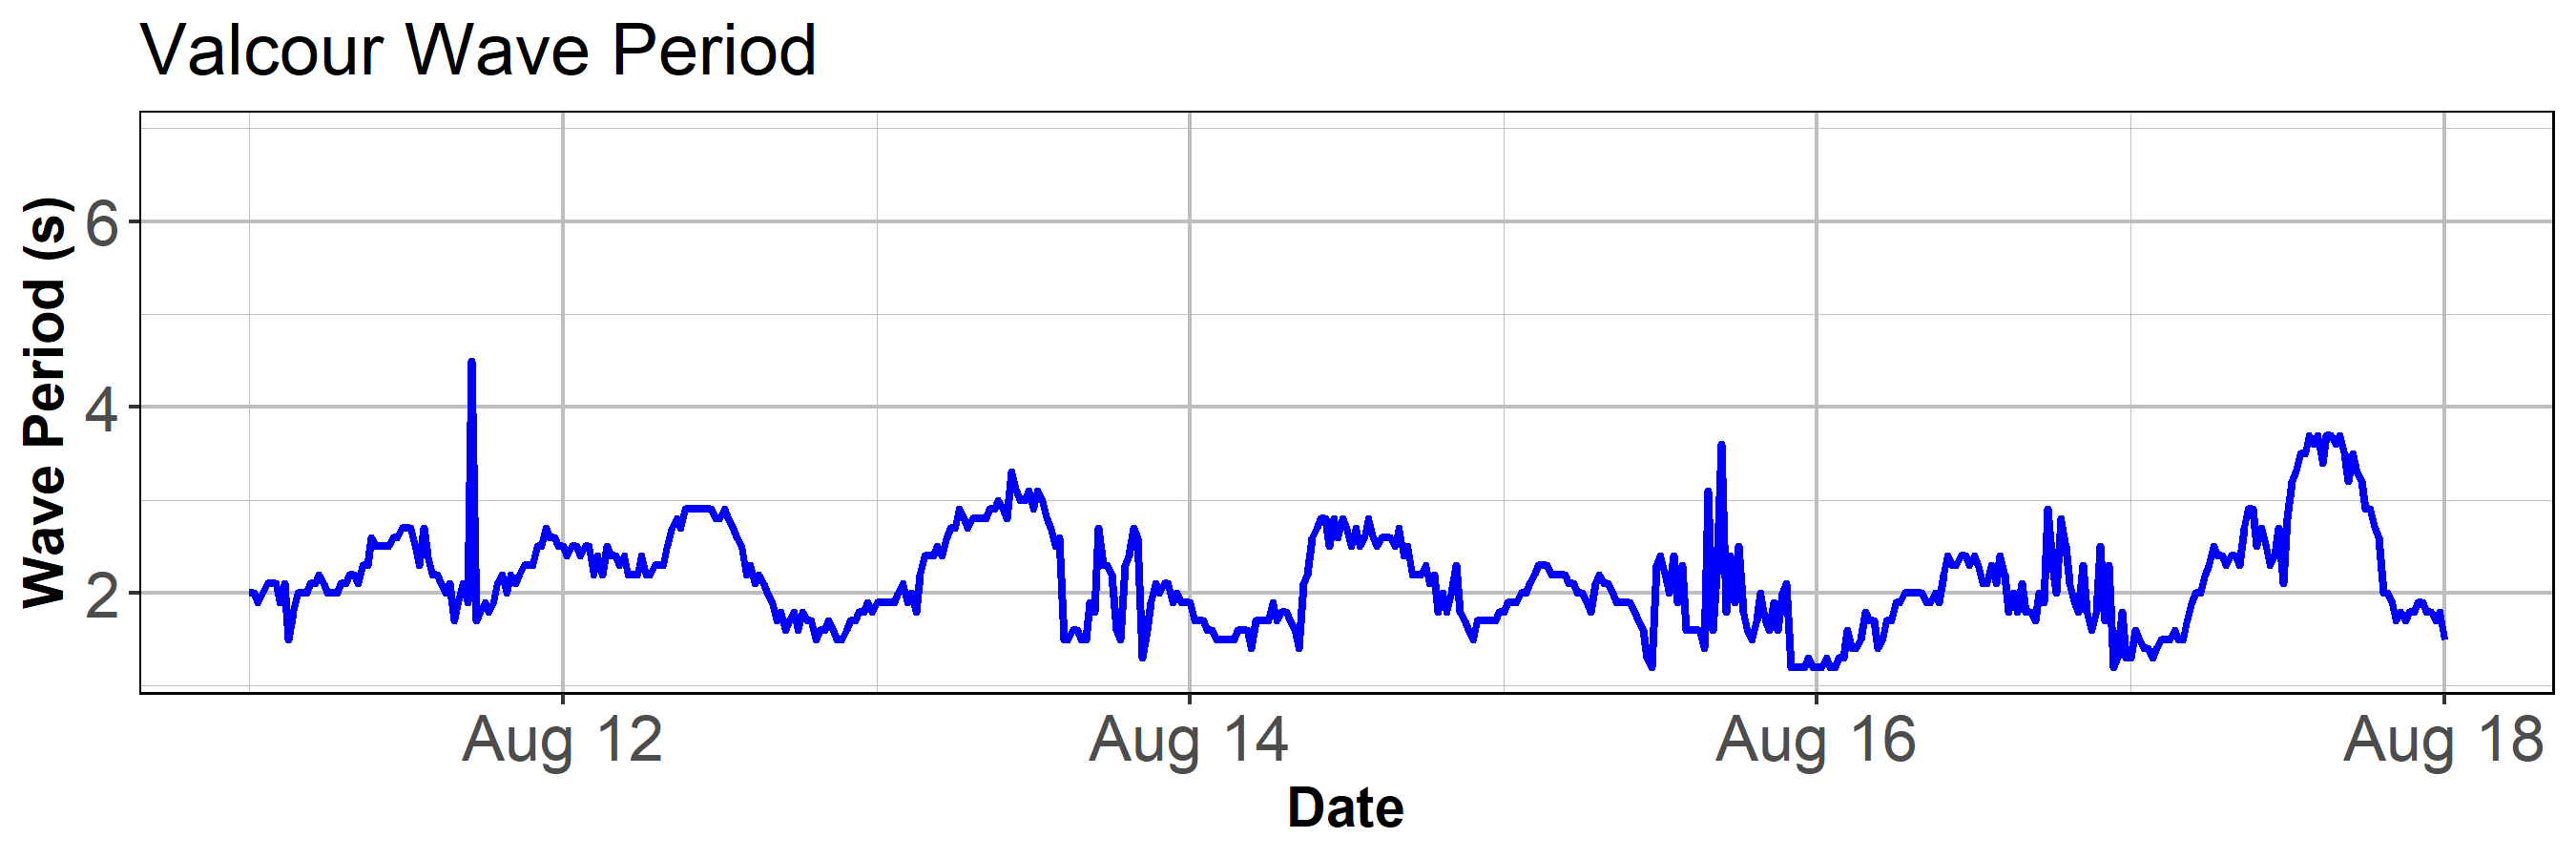 Valcour Wave Period
Wave Period (s)
6
4
2
Aug 12 Aug 14 Aug 16 Aug 18
Date